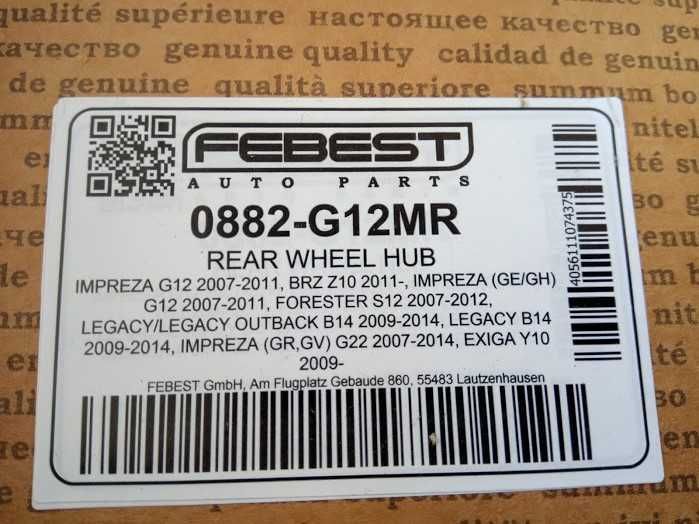 qualité supérieure настоящее качество
качество genuine quality calidad de genuin
de genuine qualità superiore summum bo
FEBEST
AUTO PARTS
0882-G12MR
REAR WHEEL HUB
IMPREZA G12 2007-2011, BRZ Z10 2011-, IMPREZA (GE/GH)
G12 2007-2011, FORESTER S12 2007-2012,
LEGACY/LEGACY OUTBACK B14 2009-2014, LEGACY B14
2009-2014, IMPREZA (GR,GV) G22 2007-2014, EXIGA Y10
2009-
FEBEST GmbH, Am Flugplatz Gebaude 860, 55483 Lautzenhausen
4056111074375